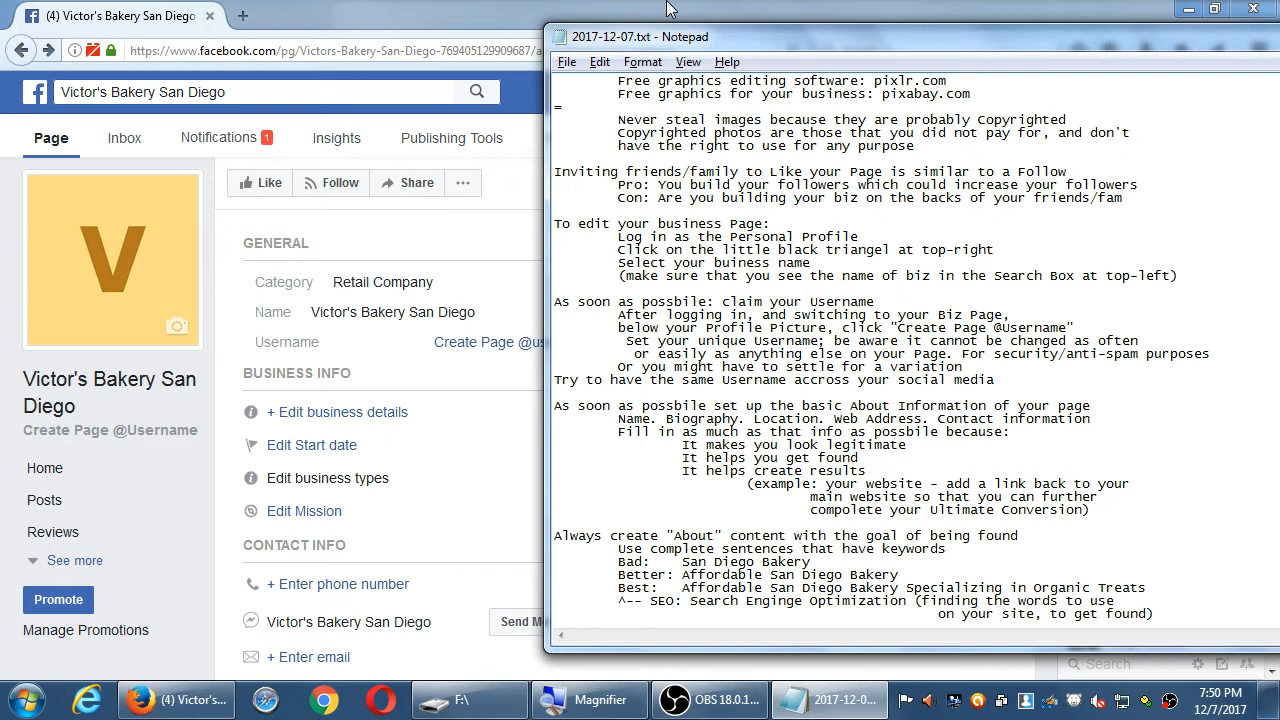 (4) Victor's Bakery San Diego
2017-12-07.txt - Notepad
https://www.facebook.com/pg/Victors-Bakery-San-Diego-769405129909687/a
File Edit Format View Help
Victor's Bakery San Diego
Page Inbox Notifications 1 Insights Publishing Tools
Like Follow Share
V
Victor's Bakery San
Diego
Create Page @Username
Home
Posts
Reviews
See more
Promote
Manage Promotions
GENERAL
Category Retail Company
Name Victor's Bakery San Diego
Username Create Page @us
BUSINESS INFO
+ Edit business details
Edit Start date
Edit business types
Edit Mission
CONTACT INFO
+ Enter phone number
Victor's Bakery San Diego Send M
+ Enter email
Free graphics editing software: pixlr.com
Free graphics for your business: pixabay.com
=
Never steal images because they are probably Copyrighted
Copyrighted photos are those that you did not pay for, and don't
have the right to use for any purpose
Inviting friends/family to Like your Page is similar to a Follow
Pro: You build your followers which could increase your followers
Con: Are you building your biz on the backs of your friends/fam
To edit your business Page:
Log in as the Personal Profile
Click on the little black triangel at top-right
Select your buiness name
(make sure that you see the name of biz in the Search Box at top-left)
As soon as possbile: claim your Username
After logging in, and switching to your Biz Page,
below your Profile Picture, click "Create Page @Username"
Set your unique Username; be aware it cannot be changed as often
or easily as anything else on your Page. For security/anti-spam purposes
Or you might have to settle for a variation
Try to have the same Username accross your social media
As soon as possbile set up the basic About Information of your page
Name. Biography. Location. Web Address. Contact information
Fill in as much as that info as possbile because:
It makes you look legitimate
It helps you get found
It helps create results
(example: your website - add a link back to your
main website so that you can further
compolete your Ultimate Conversion)
Always create "About" content with the goal of being found
Use complete sentences that have keywords
Bad: San Diego Bakery
Better: Affordable San Diego Bakery
Best: Affordable San Diego Bakery Specializing in Organic Treats
^-- SEO: Search Enginge Optimization (finding the words to use
on your site, to get found)
Search
(4) Victor's...
F:\
Magnifier
OBS 18.0.1...
2017-12-0...
7:50 PM
12/7/2017